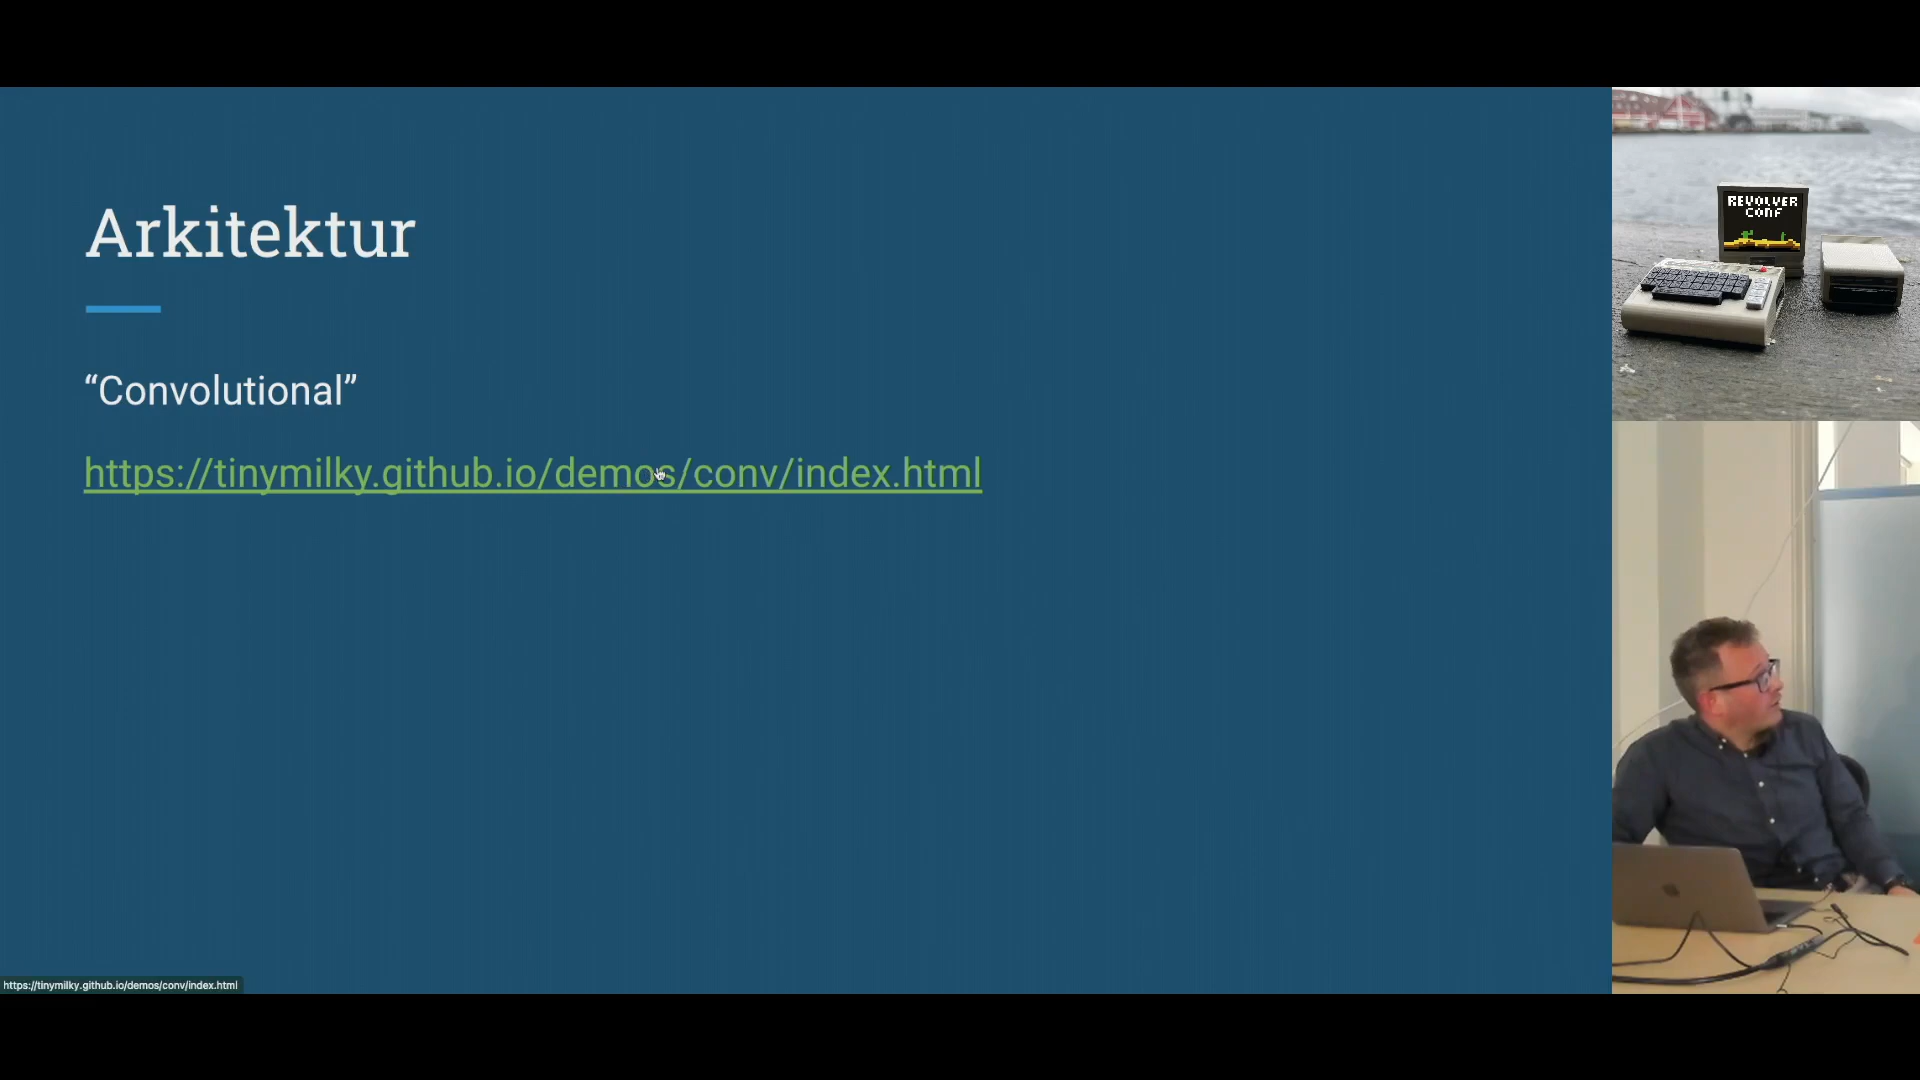 Arkitektur
“Convolutional”
https://tinymilky.github.io/demos/conv/index.html
https://tinymilky.github.io/demos/conv/index.html
REVOLVER
CONF